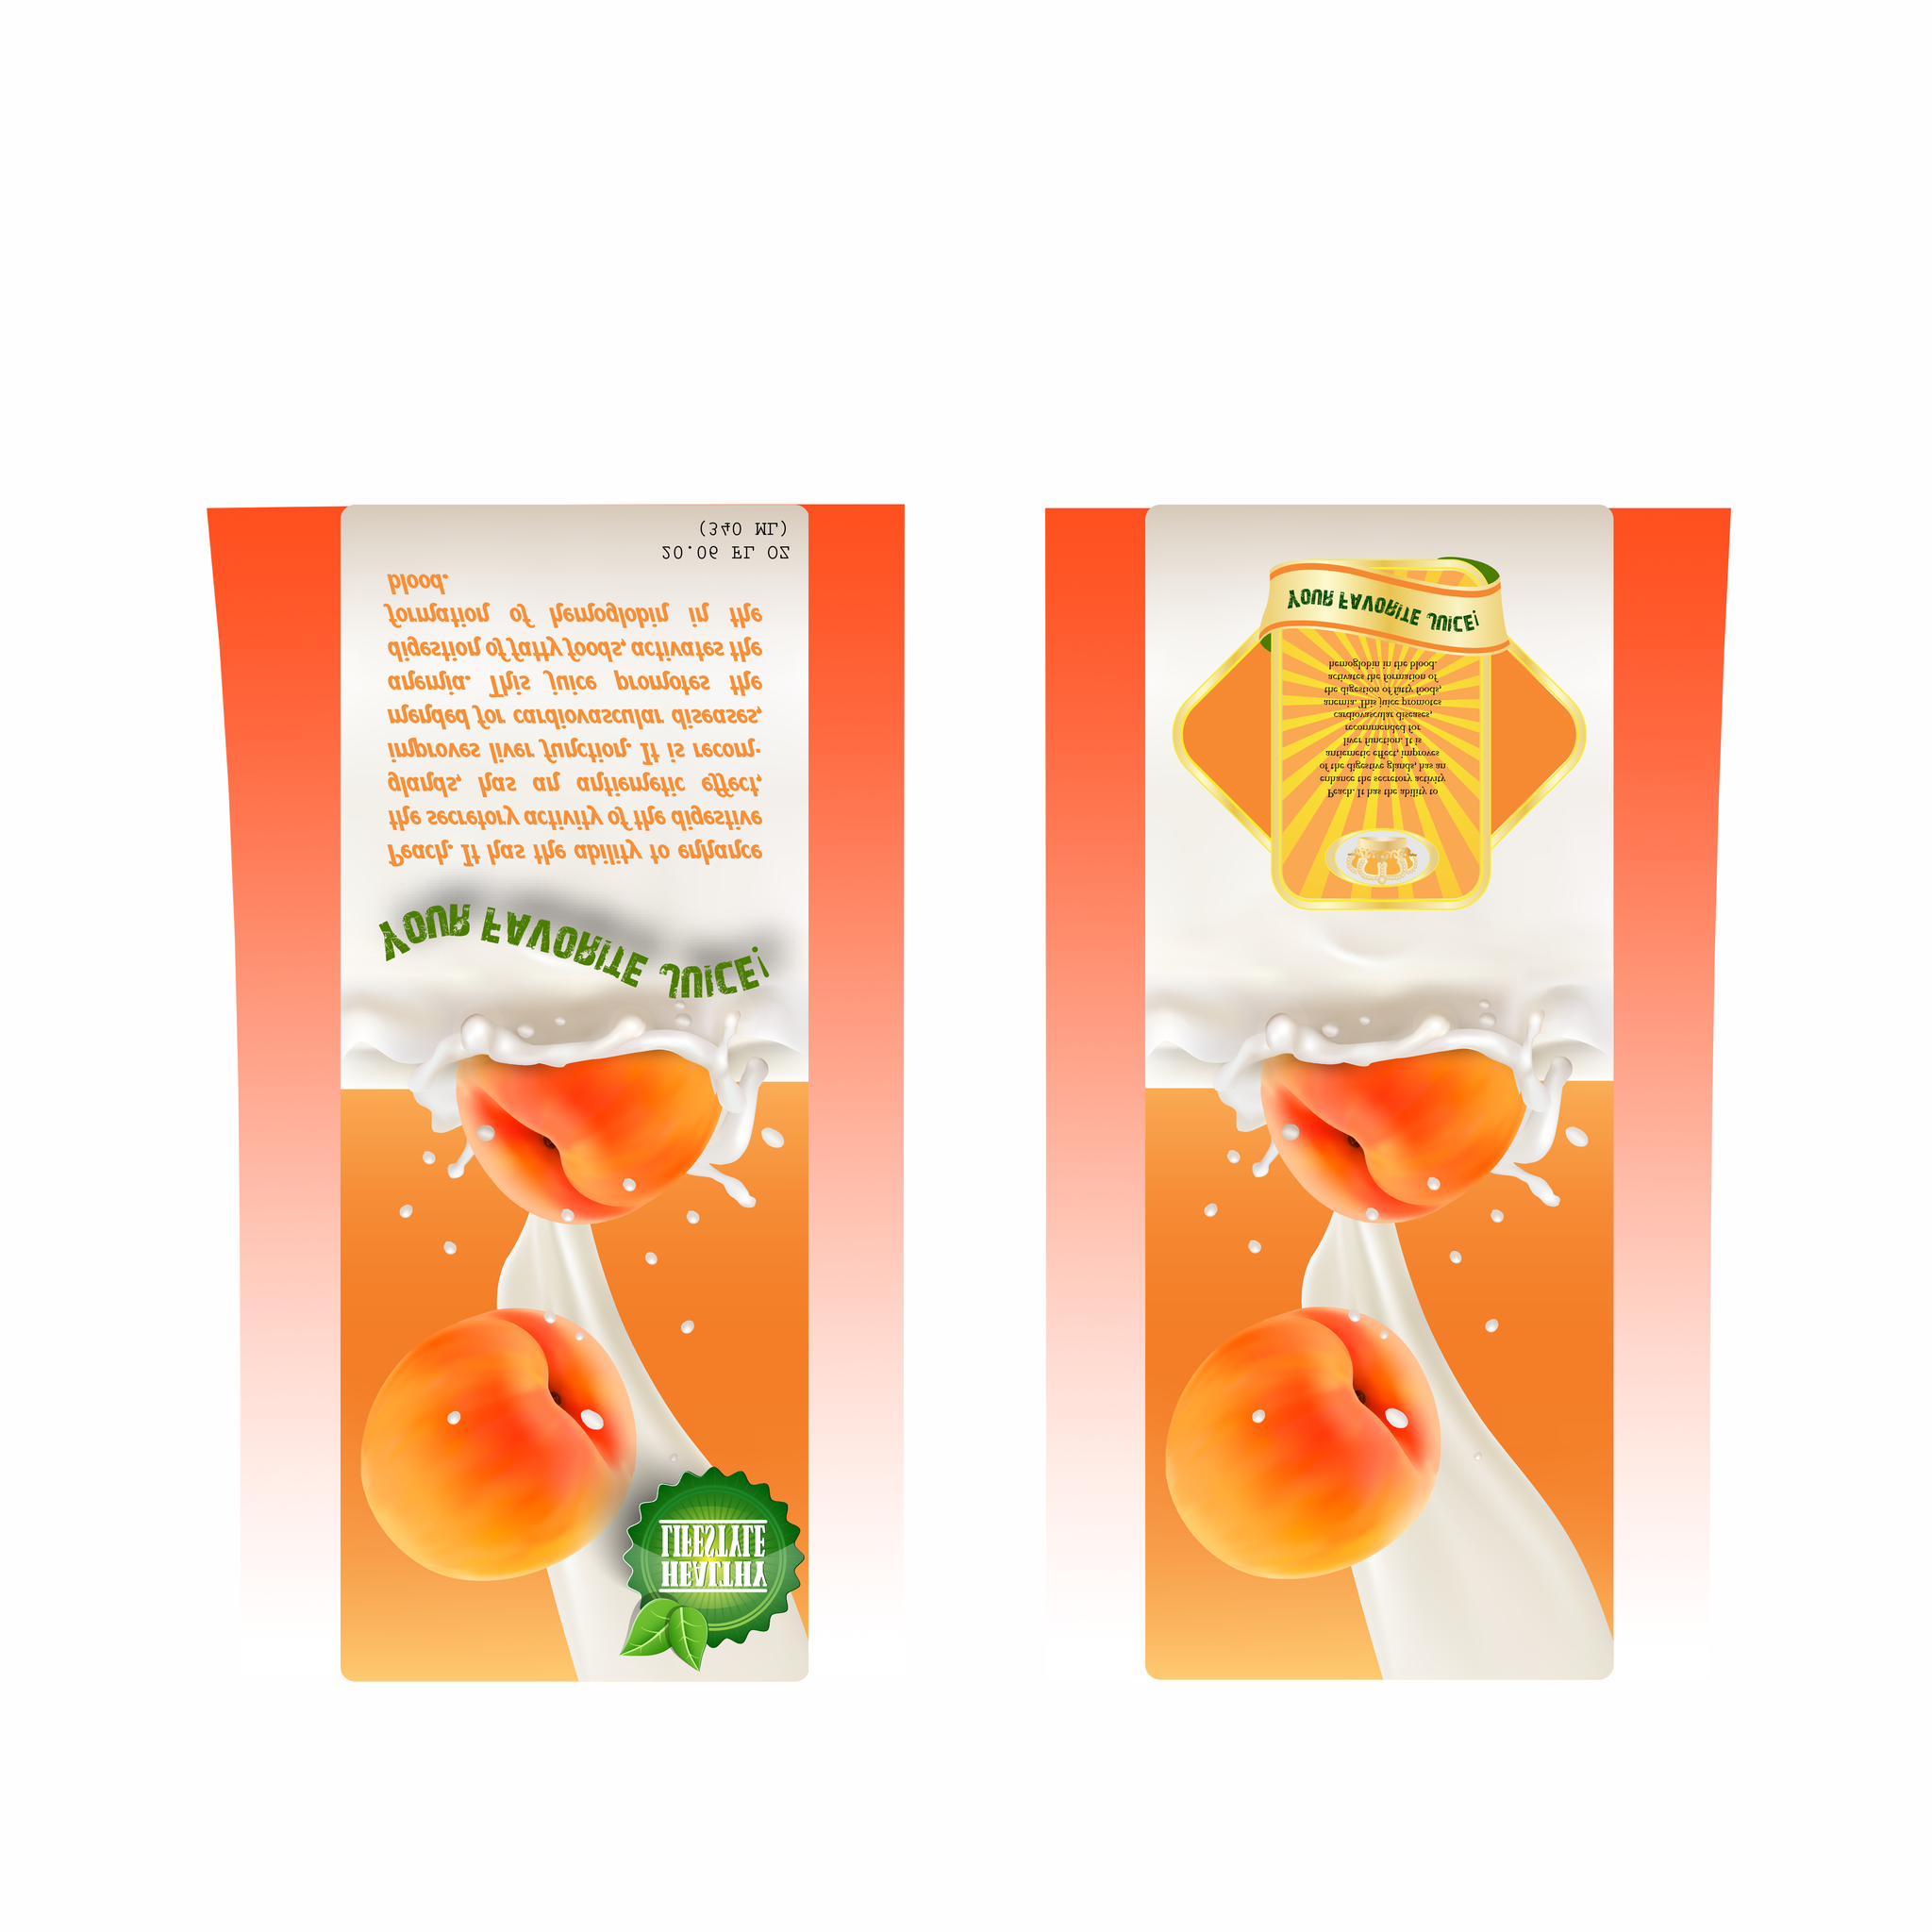 HEALTHY
LIFESTYLE
YOUR FAVORITE JUICE!
Peach. It has the ability to enhance
the secretory activity of the digestive
glands, has an antiemetic effect,
improves liver function. It is recom-
mended for cardiovascular diseases,
anemia. This juice promotes the
digestion of fatty foods, activates the
formation of hemoglobin in the
blood.
20.06 FL OZ
(340 ML)
Peach. It has the ability to
enhance the secretory activity
of the digestive glands, has an
antiemetic effect, improves
liver function. It is
recommended for
cardiovascular diseases,
anemia. This juice promotes
the digestion of fatty foods,
activates the formation of
hemoglobin in the blood.
YOUR FAVORITE JUICE!